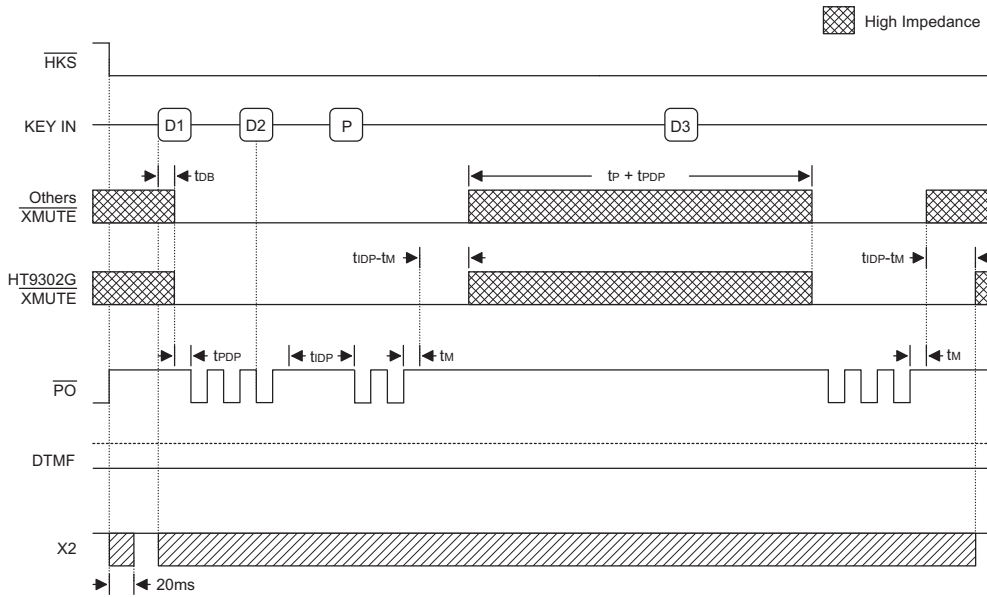 High Impedance
HKS
KEY IN
D1
D2
P
D3
tDB
tP + tPDP
Others
XMUTE
tIDP-tM
tIDP-tM
HT9302G
XMUTE
tPDP
tIDP
tM
tM
PO
DTMF
X2
20ms